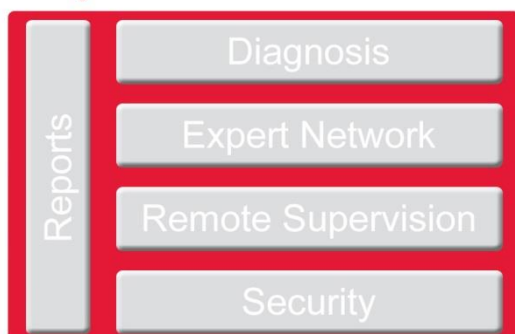 Reports
Diagnosis
Expert Network
Remote Supervision
Security